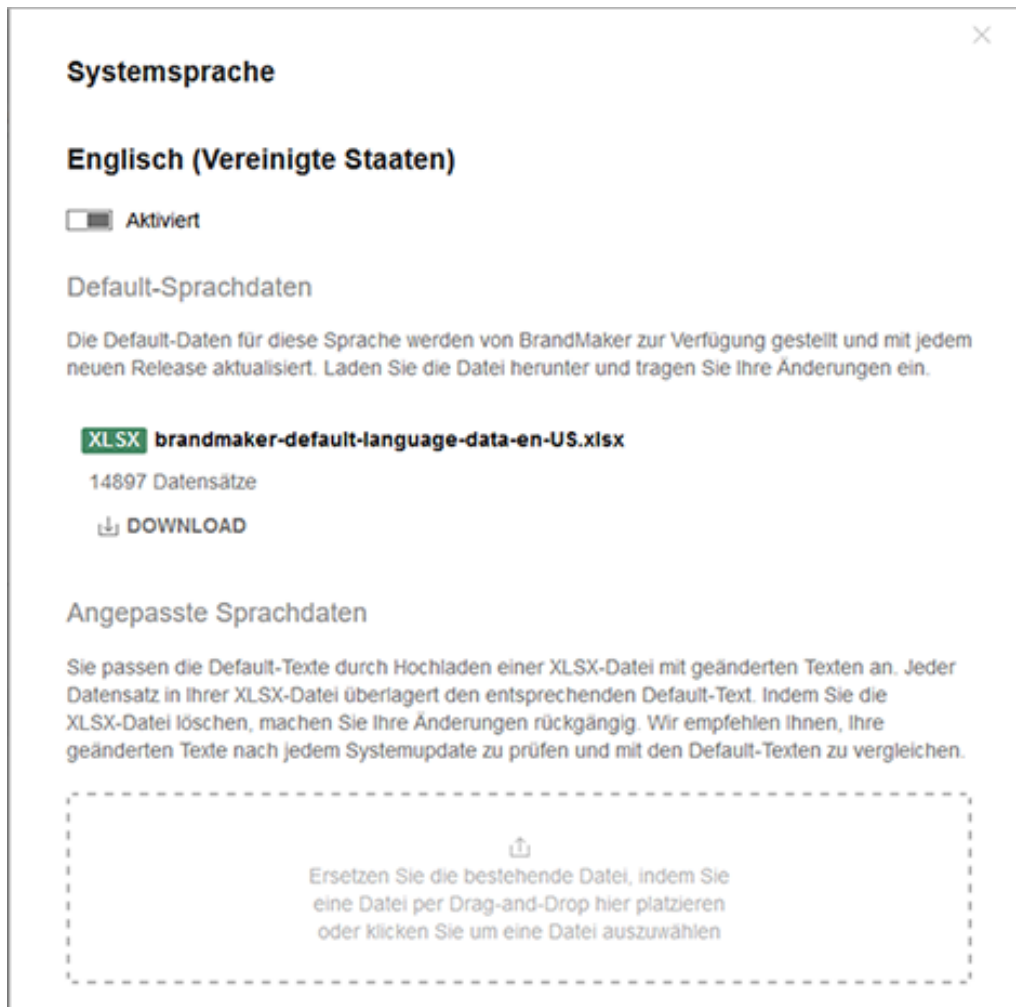 Systemsprache
Englisch (Vereinigte Staaten)
Aktiviert
Default-Sprachdaten
Die Default-Daten für diese Sprache werden von BrandMaker zur Verfügung gestellt und mit jedem
neuen Release aktualisiert. Laden Sie die Datei herunter und tragen Sie Ihre Änderungen ein.
XLSX brandmaker-default-language-data-en-US.xlsx
14897 Datensätze
DOWNLOAD
Angepasste Sprachdaten
Sie passen die Default-Texte durch Hochladen einer XLSX-Datei mit geänderten Texten an. Jeder
Datensatz in Ihrer XLSX-Datei überlagert den entsprechenden Default-Text. Indem Sie die
XLSX-Datei löschen, machen Sie Ihre Änderungen rückgängig. Wir empfehlen Ihnen, Ihre
geänderten Texte nach jedem Systemupdate zu prüfen und mit den Default-Texten zu vergleichen.
Ersetzen Sie die bestehende Datei, indem Sie
eine Datei per Drag-and-Drop hier platzieren
oder klicken Sie um eine Datei auszuwählen